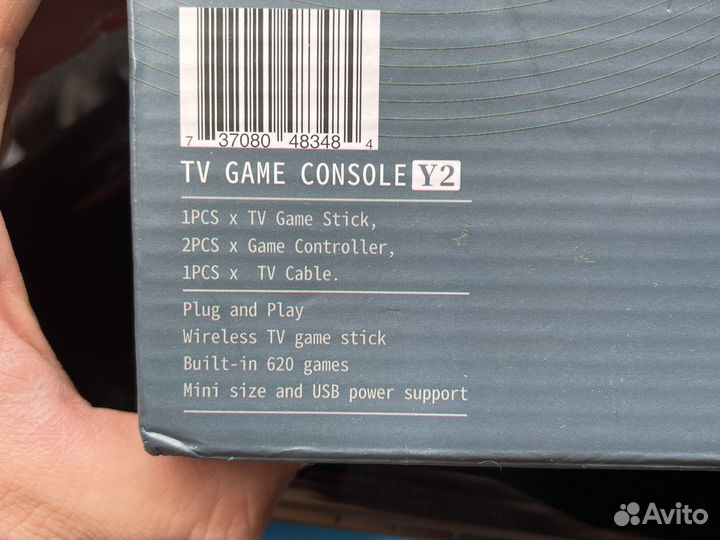 7 37080 48348 4
TV GAME CONSOLE Y2
1PCS x TV Game Stick,
2PCS x Game Controller,
1PCS x TV Cable.
Plug and Play
Wireless TV game stick
Built-in 620 games
Mini size and USB power support
Avito